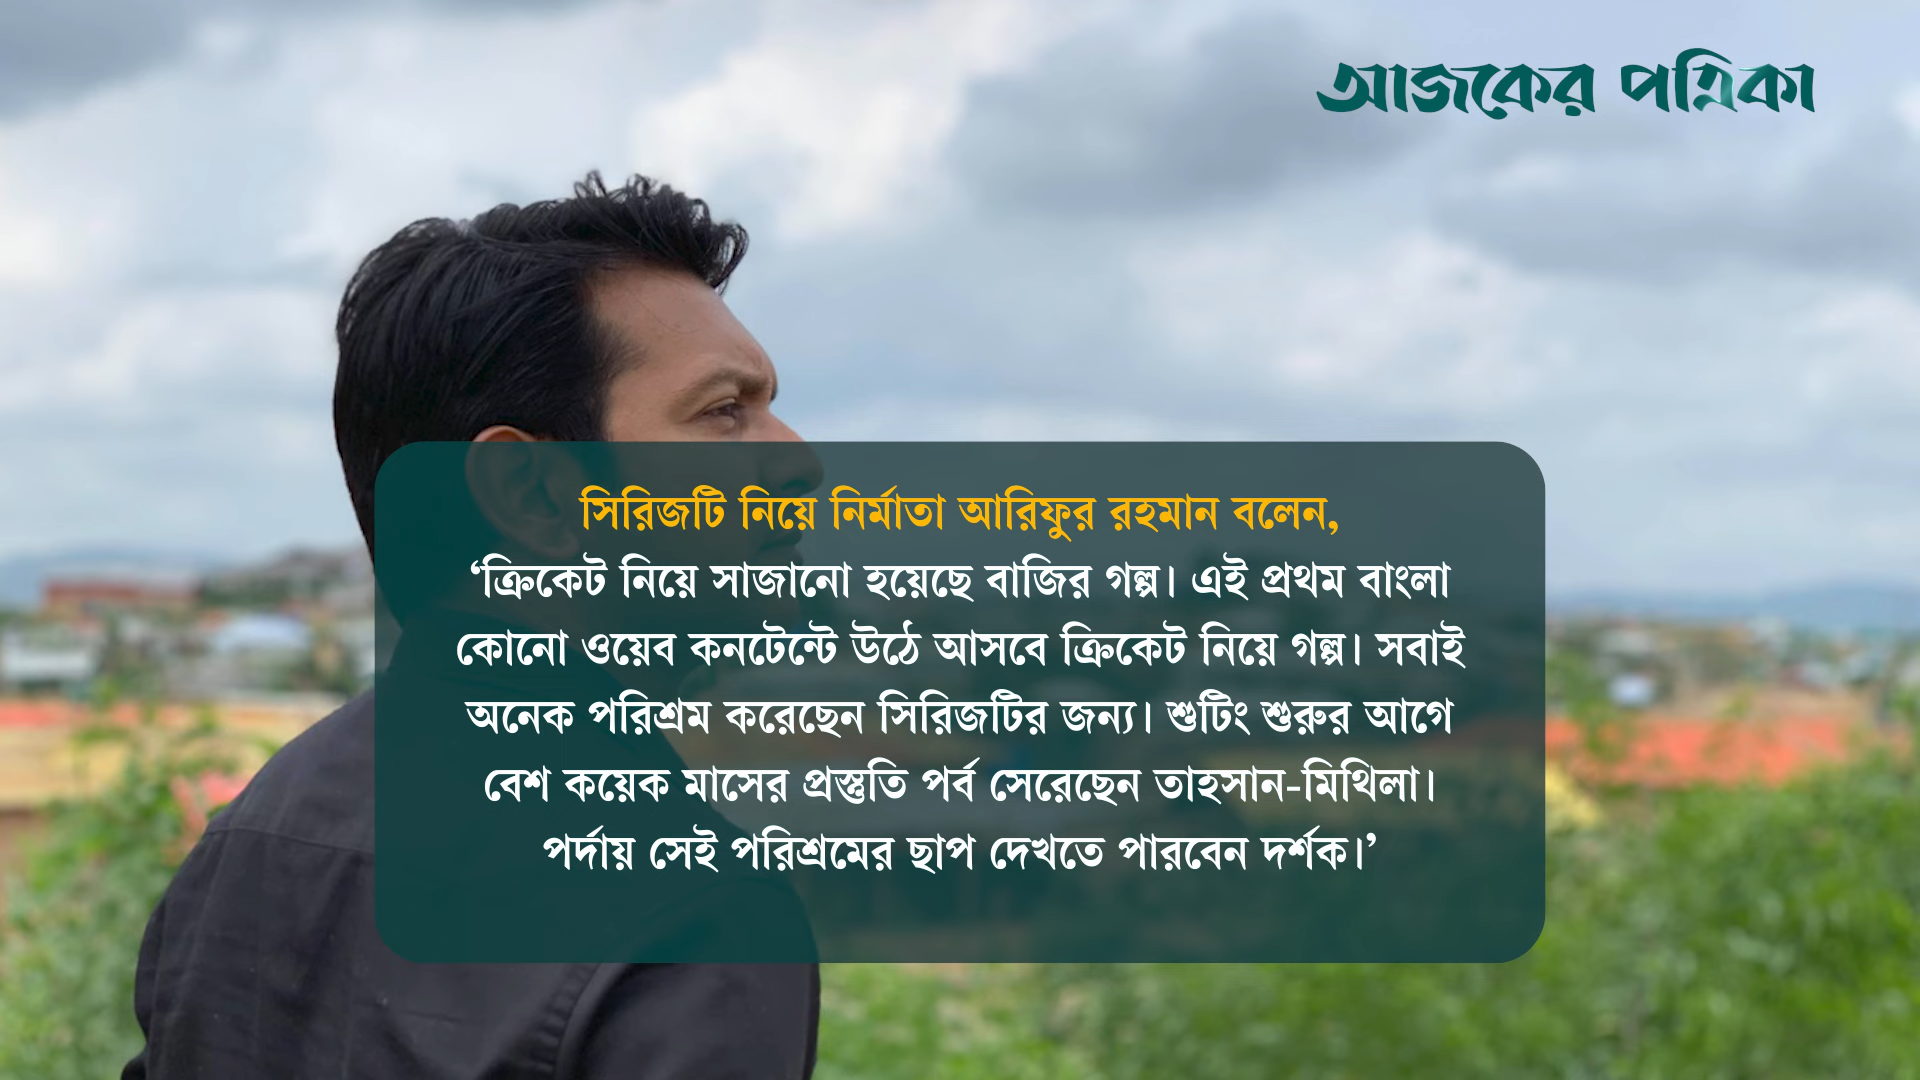 আজকের পত্রিকা
সিরিজটি নিয়ে নির্মাতা আরিফুর রহমান বলেন,
‘ক্রিকেট নিয়ে সাজানো হয়েছে বাজির গল্প। এই প্রথম বাংলা
কোনো ওয়েব কনটেন্টে উঠে আসবে ক্রিকেট নিয়ে গল্প। সবাই
অনেক পরিশ্রম করেছেন সিরিজটির জন্য। শুটিং শুরুর আগে
বেশ কয়েক মাসের প্রস্তুতি পর্ব সেরেছেন তাহসান-মিথিলা।
পর্দায় সেই পরিশ্রমের ছাপ দেখতে পারবেন দর্শক।’